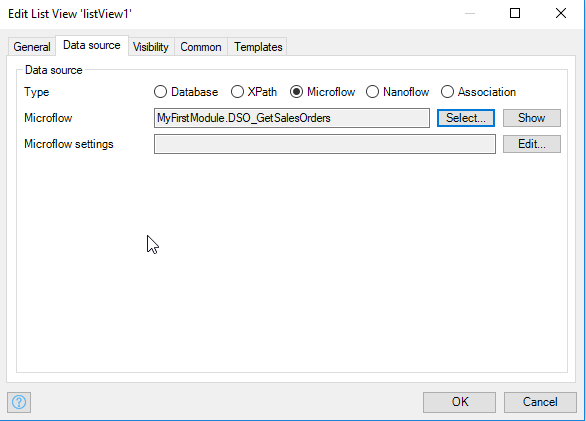 Edit List View 'listView1'
General Data source Visibility Common Templates
Data source
Type Database XPath Microflow Nanoflow Association
Microflow MyFirstModule.DSO_GetSalesOrders Select... Show
Microflow settings Edit...
? OK Cancel